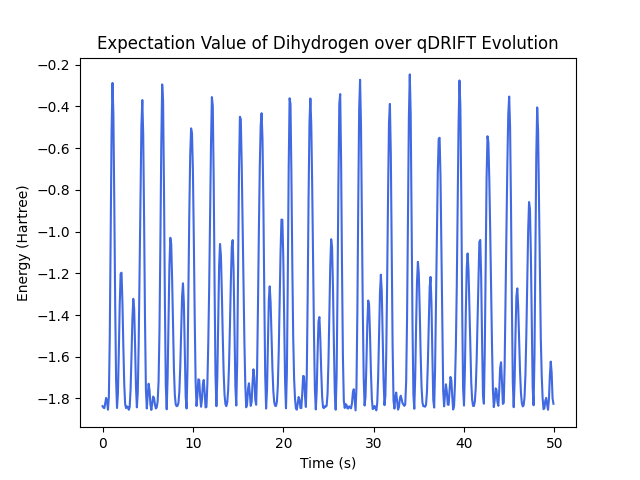 Expectation Value of Dihydrogen over qDRIFT Evolution
−0.2
−0.4
−0.6
−0.8
−1.0
−1.2
−1.4
−1.6
−1.8
Energy (Hartree)
0 10 20 30 40 50
Time (s)